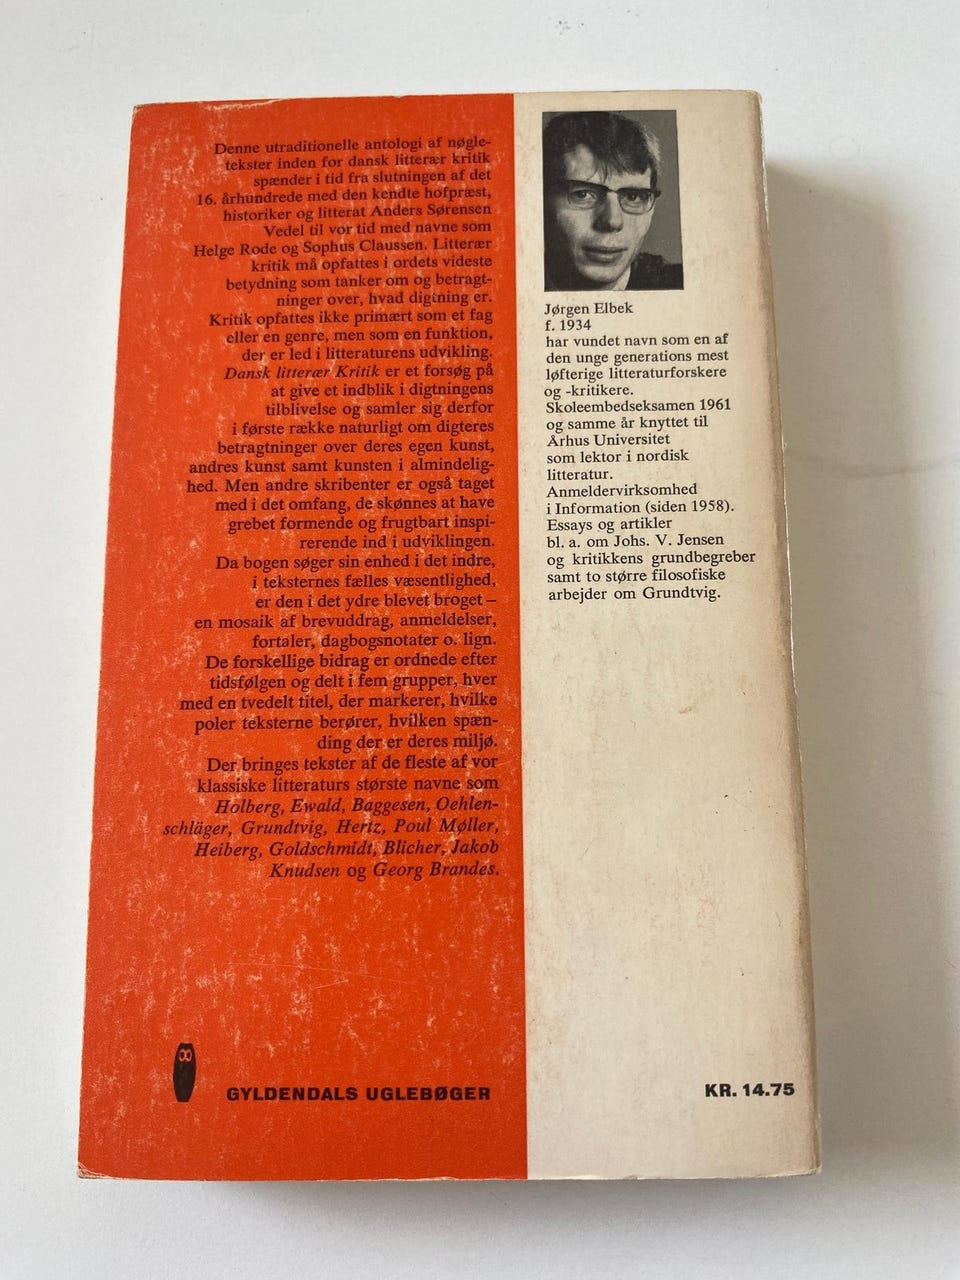 Denne utraditionelle antologi af nøgle-
tekster inden for dansk litterær kritik
spænder i tid fra slutningen af det
16. århundrede med den kendte hofpræst,
historiker og litterat Anders Sørensen
Vedel til vor tid med navne som
Helge Rode og Sophus Claussen. Litterær
kritik må opfattes i ordets videste
betydning som tanker om og betragt-
ninger over, hvad digtning er.
Kritik opfattes ikke primært som et fag
eller en genre, men som en funktion,
der er led i litteraturens udvikling.
Dansk litterær Kritik er et forsøg på
at give et indblik i digtningens
tilblivelse og samler sig derfor
i første række naturligt om digteres
betragtninger over deres egen kunst,
andres kunst samt kunsten i almindelig-
hed. Men andre skribenter er også taget
med i det omfang, de skønnes at have
grebet formende og frugtbart inspi-
rerende ind i udviklingen.
Da bogen søger sin enhed i det indre,
i teksternes fælles væsentlighed,
er den i det ydre blevet broget –
en mosaik af brevuddrag, anmeldelser,
fortaler, dagbogsnotater o. lign.
De forskellige bidrag er ordnede efter
tidsfølgen og delt i fem grupper, hver
med en tvedelt titel, der markerer, hvilke
poler teksterne berører, hvilken spæn-
ding der er deres miljø.
Der bringes tekster af de fleste af vor
klassiske litteraturs største navne som
Holberg, Ewald, Baggesen, Oehlen-
schläger, Grundtvig, Hertz, Poul Møller,
Heiberg, Goldschmidt, Blicher, Jakob
Knudsen og Georg Brandes.
GYLDENDALS UGLEBØGER
Jørgen Elbek
f. 1934
har vundet navn som en af
den unge generations mest
løfterige litteraturforskere
og -kritikere.
Skoleembedseksamen 1961
og samme år knyttet til
Århus Universitet
som lektor i nordisk
litteratur.
Anmeldervirksomhed
i Information (siden 1958).
Essays og artikler
bl. a. om Johs. V. Jensen
og kritikkens grundbegreber
samt to større filosofiske
arbejder om Grundtvig.
KR. 14.75